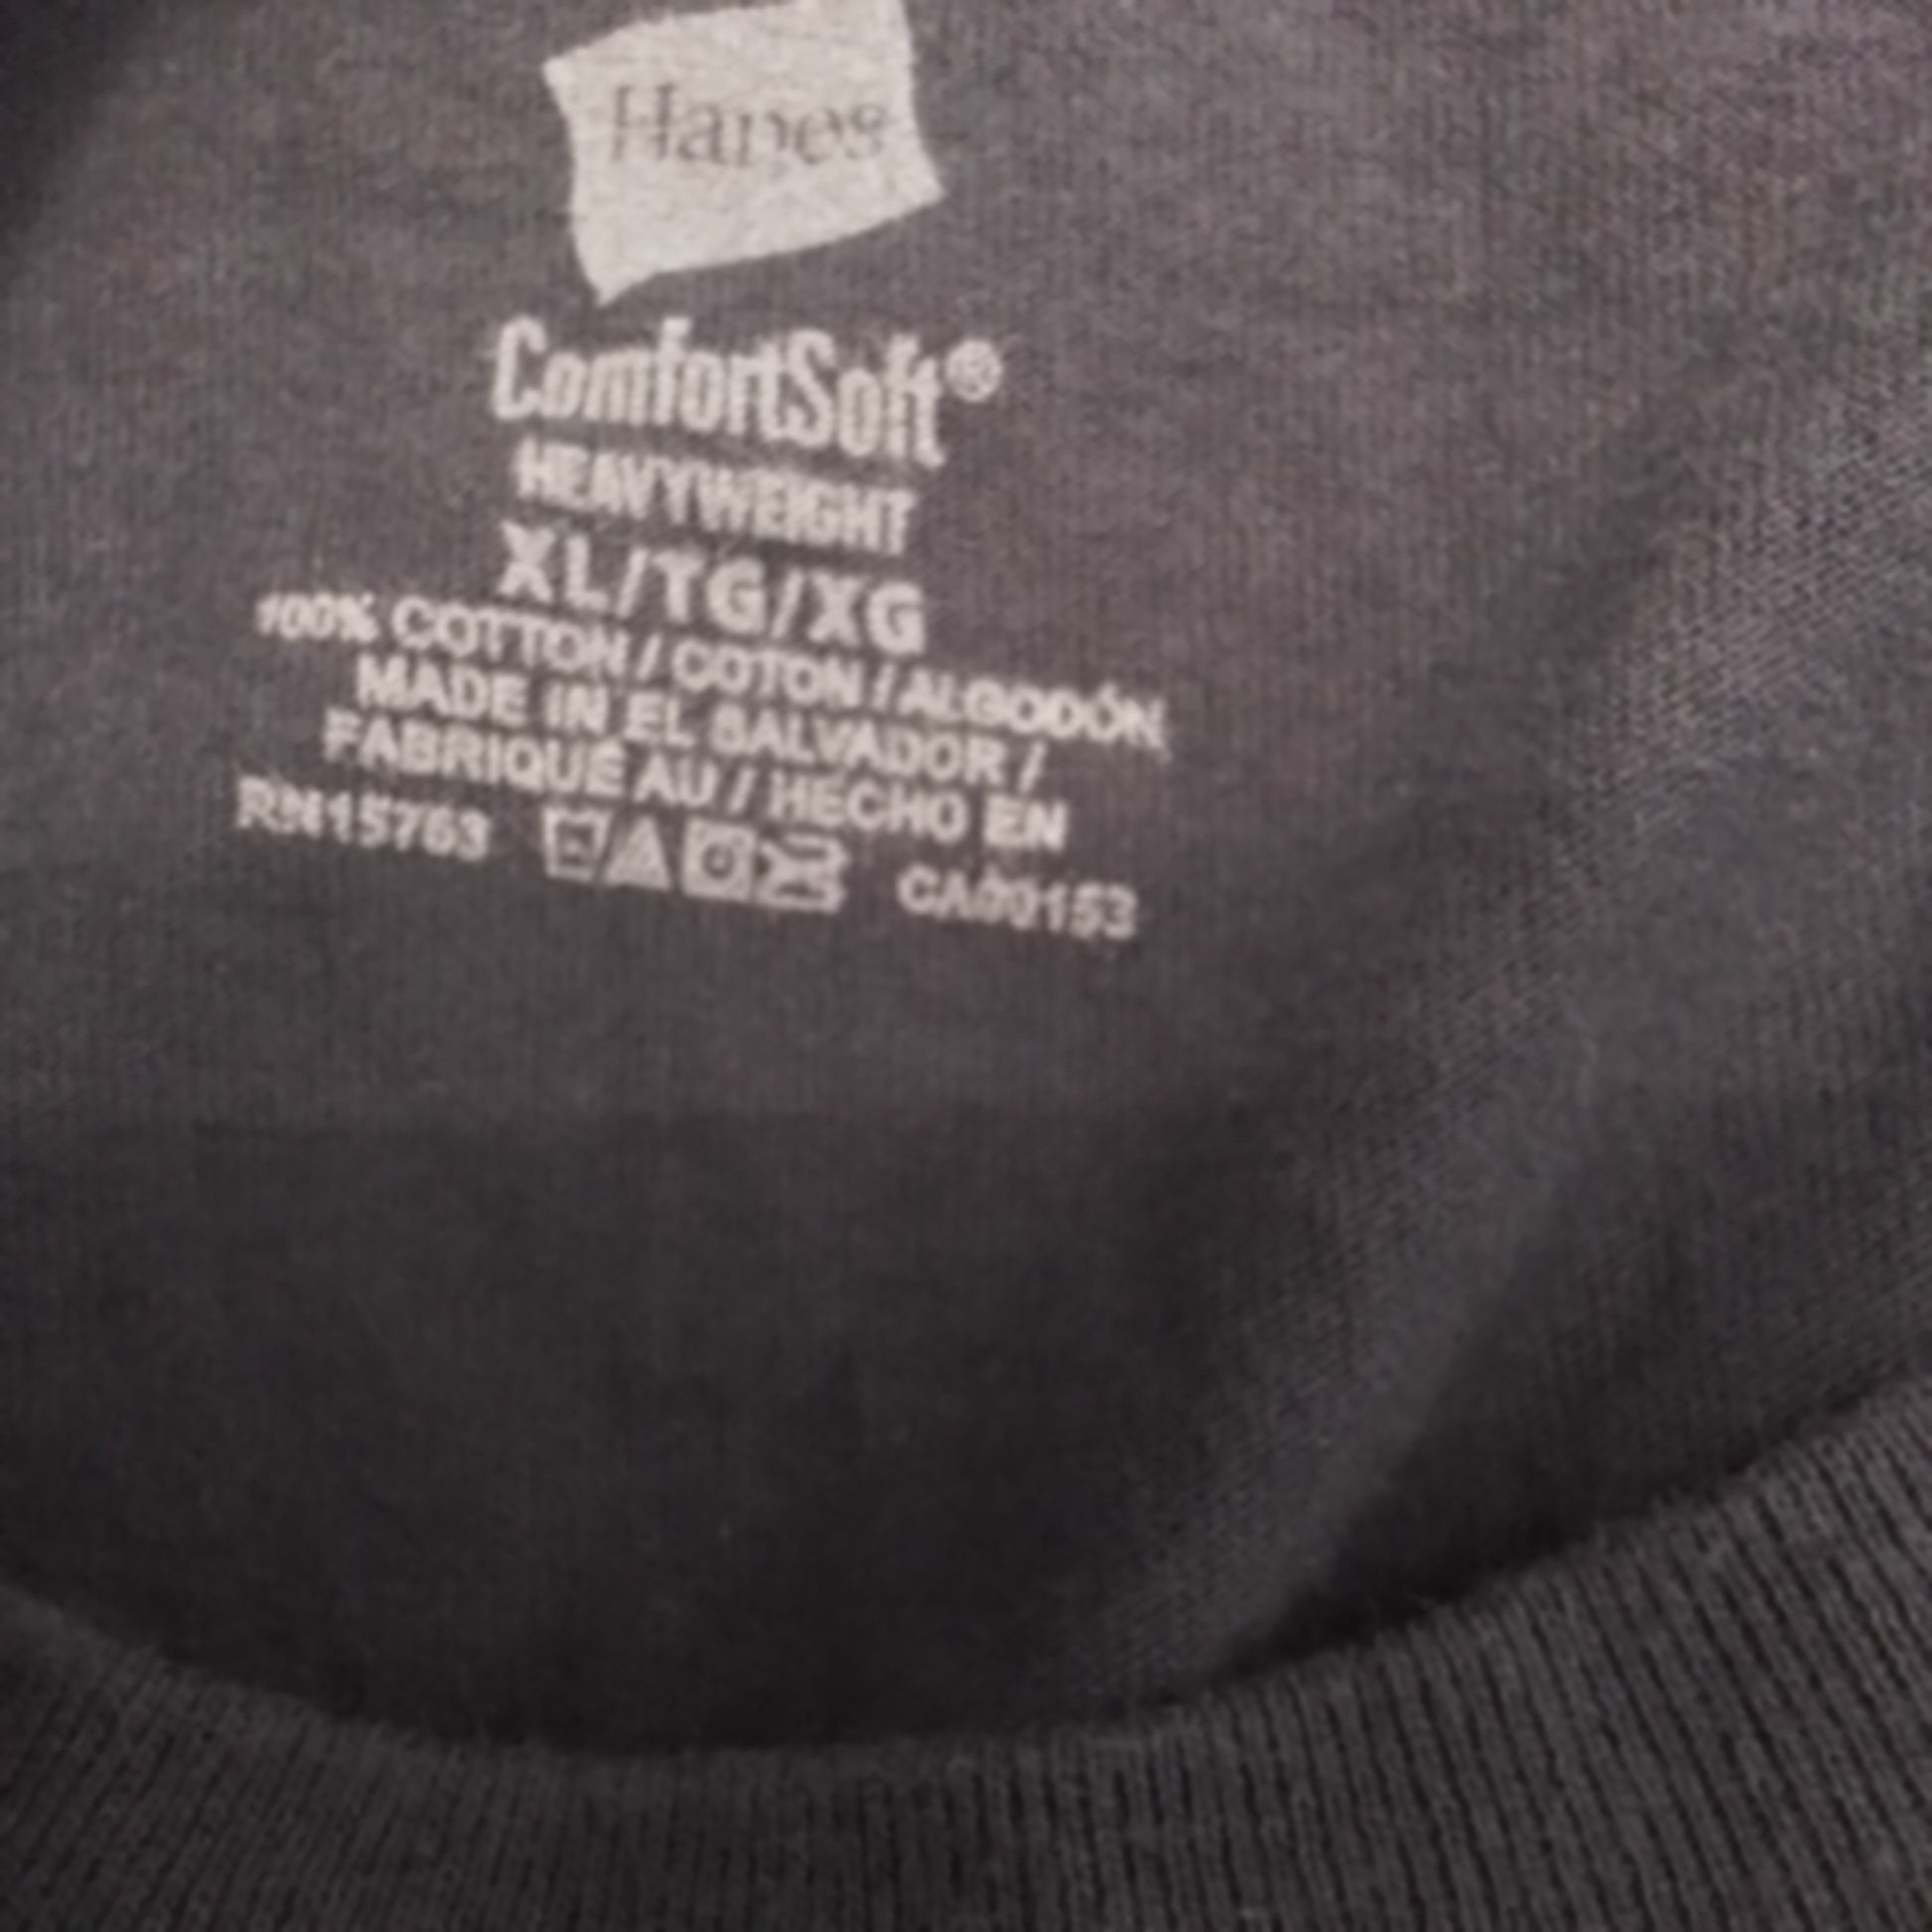 Hanes
ComfortSoft®
HEAVYWEIGHT
XL/TG/XG
100% COTTON / COTON / ALGODÓN
MADE IN EL SALVADOR /
FABRIQUÉ AU / HECHO EN
RN15763 CA00153